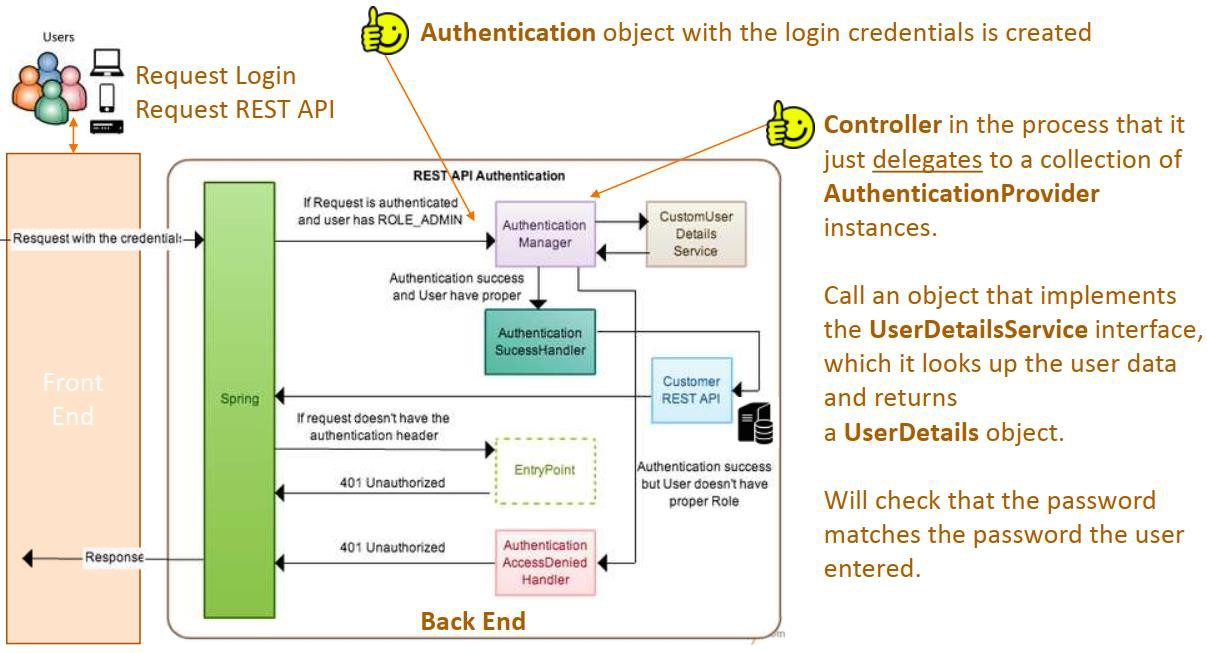 Authentication object with the login credentials is created
Users
Request Login
Request REST API
Controller in the process that it
just delegates to a collection of
AuthenticationProvider
instances.
Call an object that implements
the UserDetailsService interface,
which it looks up the user data
and returns
a UserDetails object.
Will check that the password
matches the password the user
entered.
Front
End
REST API Authentication
Resquest with the credentials
Spring
If Request is authenticated
and user has ROLE_ADMIN
Authentication
Manager
CustomUser
Details
Service
Authentication success
and User have proper
Authentication
SucessHandler
Customer
REST API
If request doesn't have the
authentication header
EntryPoint
401 Unauthorized
Authentication success
but User doesn't have
proper Role
401 Unauthorized
Authentication
AccessDenied
Handler
Response
Back End